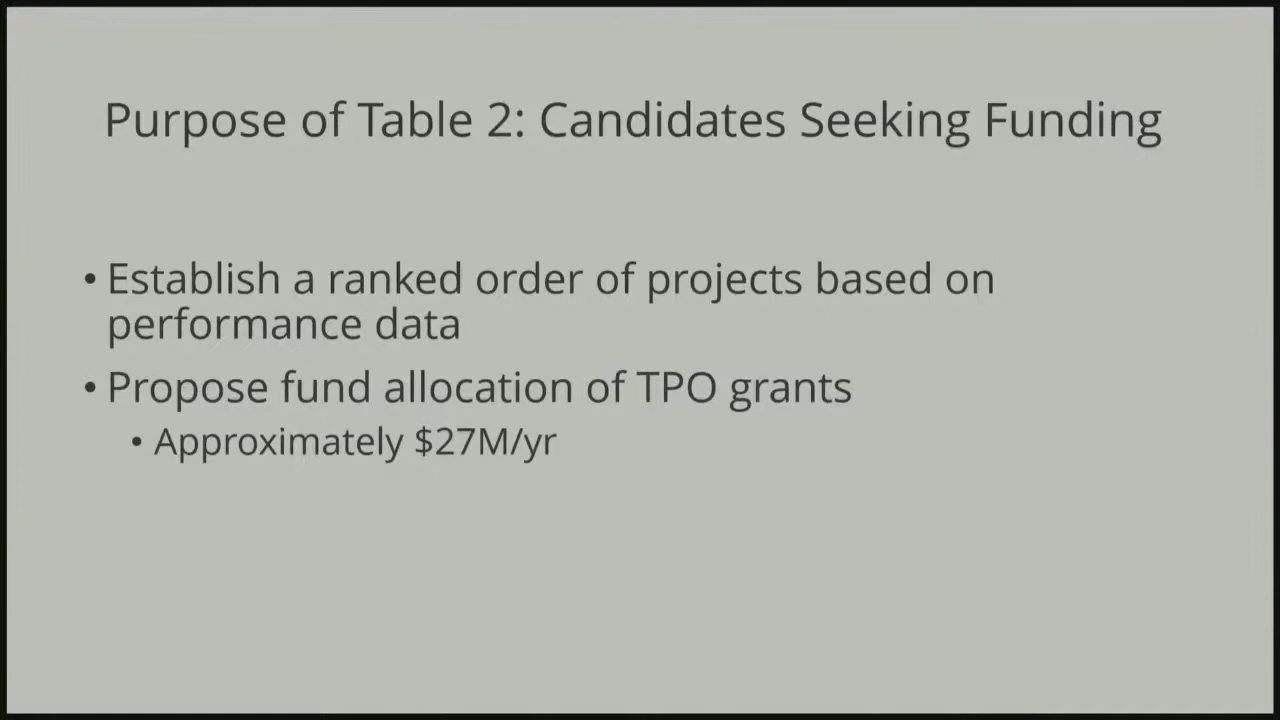 Purpose of Table 2: Candidates Seeking Funding
• Establish a ranked order of projects based on
performance data
• Propose fund allocation of TPO grants
• Approximately $27M/yr